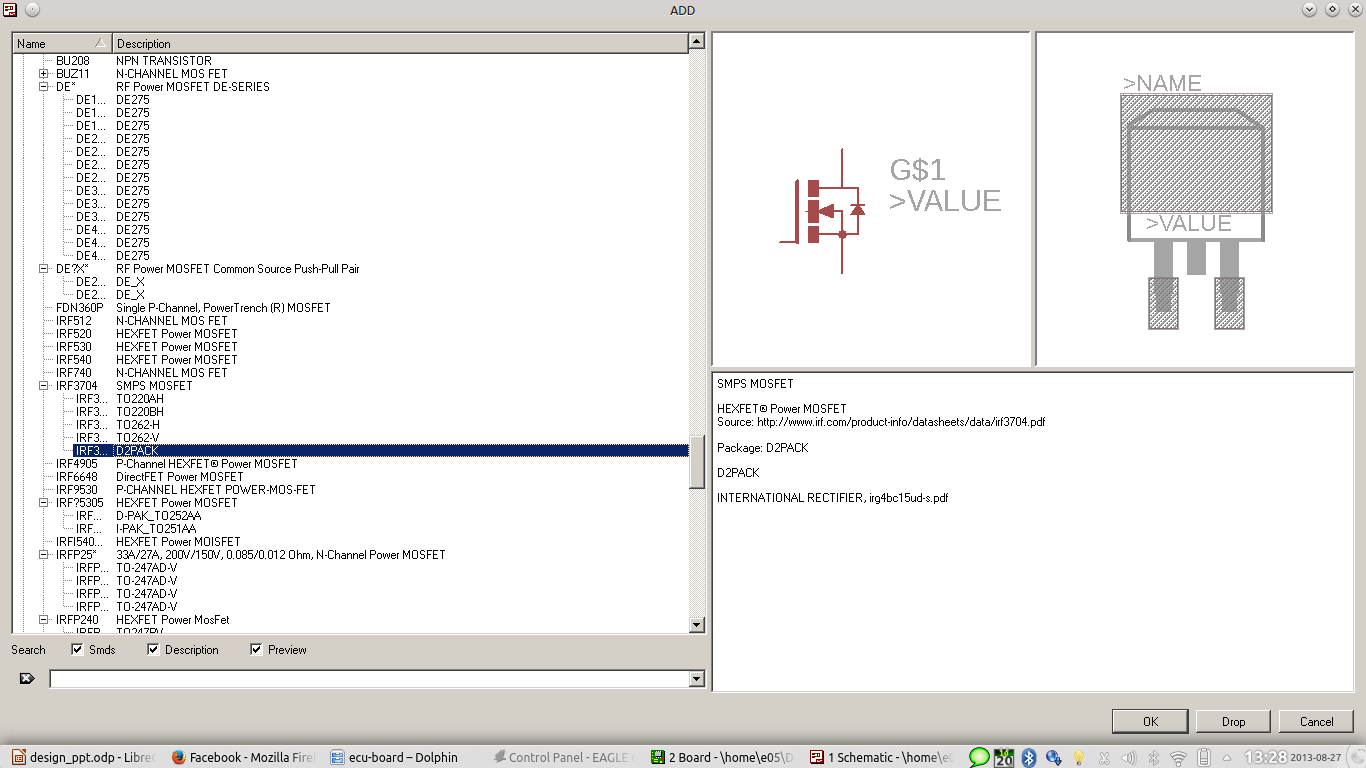 ADD
Name Description
BU208 NPN TRANSISTOR
BUZ11 N-CHANNEL MOS FET
DE* RF Power MOSFET DE-SERIES
DE1... DE275
DE1... DE275
DE1... DE275
DE2... DE275
DE2... DE275
DE2... DE275
DE2... DE275
DE3... DE275
DE3... DE275
DE3... DE275
DE4... DE275
DE4... DE275
DE4... DE275
DE?X* RF Power MOSFET Common Source Push-Pull Pair
DE2... DE_X
DE2... DE_X
FDN360P Single P-Channel, PowerTrench (R) MOSFET
IRF512 N-CHANNEL MOS FET
IRF520 HEXFET Power MOSFET
IRF530 HEXFET Power MOSFET
IRF540 HEXFET Power MOSFET
IRF740 N-CHANNEL MOS FET
IRF3704 SMPS MOSFET
IRF3... TO220AH
IRF3... TO220BH
IRF3... TO262-H
IRF3... TO262-V
IRF3... D2PACK
IRF4905 P-Channel HEXFET® Power MOSFET
IRF6648 DirectFET Power MOSFET
IRF9530 P-CHANNEL HEXFET POWER-MOS-FET
IRF?5305 HEXFET Power MOSFET
IRF... D-PAK_TO252AA
IRF... I-PAK_TO251AA
IRFI540... HEXFET Power MOISFET
IRFP25* 33A/27A, 200V/150V, 0.085/0.012 Ohm, N-Channel Power MOSFET
IRFP... TO-247AD-V
IRFP... TO-247AD-V
IRFP... TO-247AD-V
IRFP... TO-247AD-V
IRFP240 HEXFET Power MosFet
IRFP... TO247BV
Search Smds Description Preview
G$1
>VALUE
>NAME
>VALUE
SMPS MOSFET
HEXFET® Power MOSFET
Source: http://www.irf.com/product-info/datasheets/data/irf3704.pdf
Package: D2PACK
D2PACK
INTERNATIONAL RECTIFIER, irg4bc15ud-s.pdf
OK Drop Cancel
design_ppt.odp - Libre Facebook - Mozilla Firef ecu-board – Dolphin Control Panel - EAGLE 2 Board - \home\e05\D 1 Schematic - \home\e 20 13:28 2013-08-27